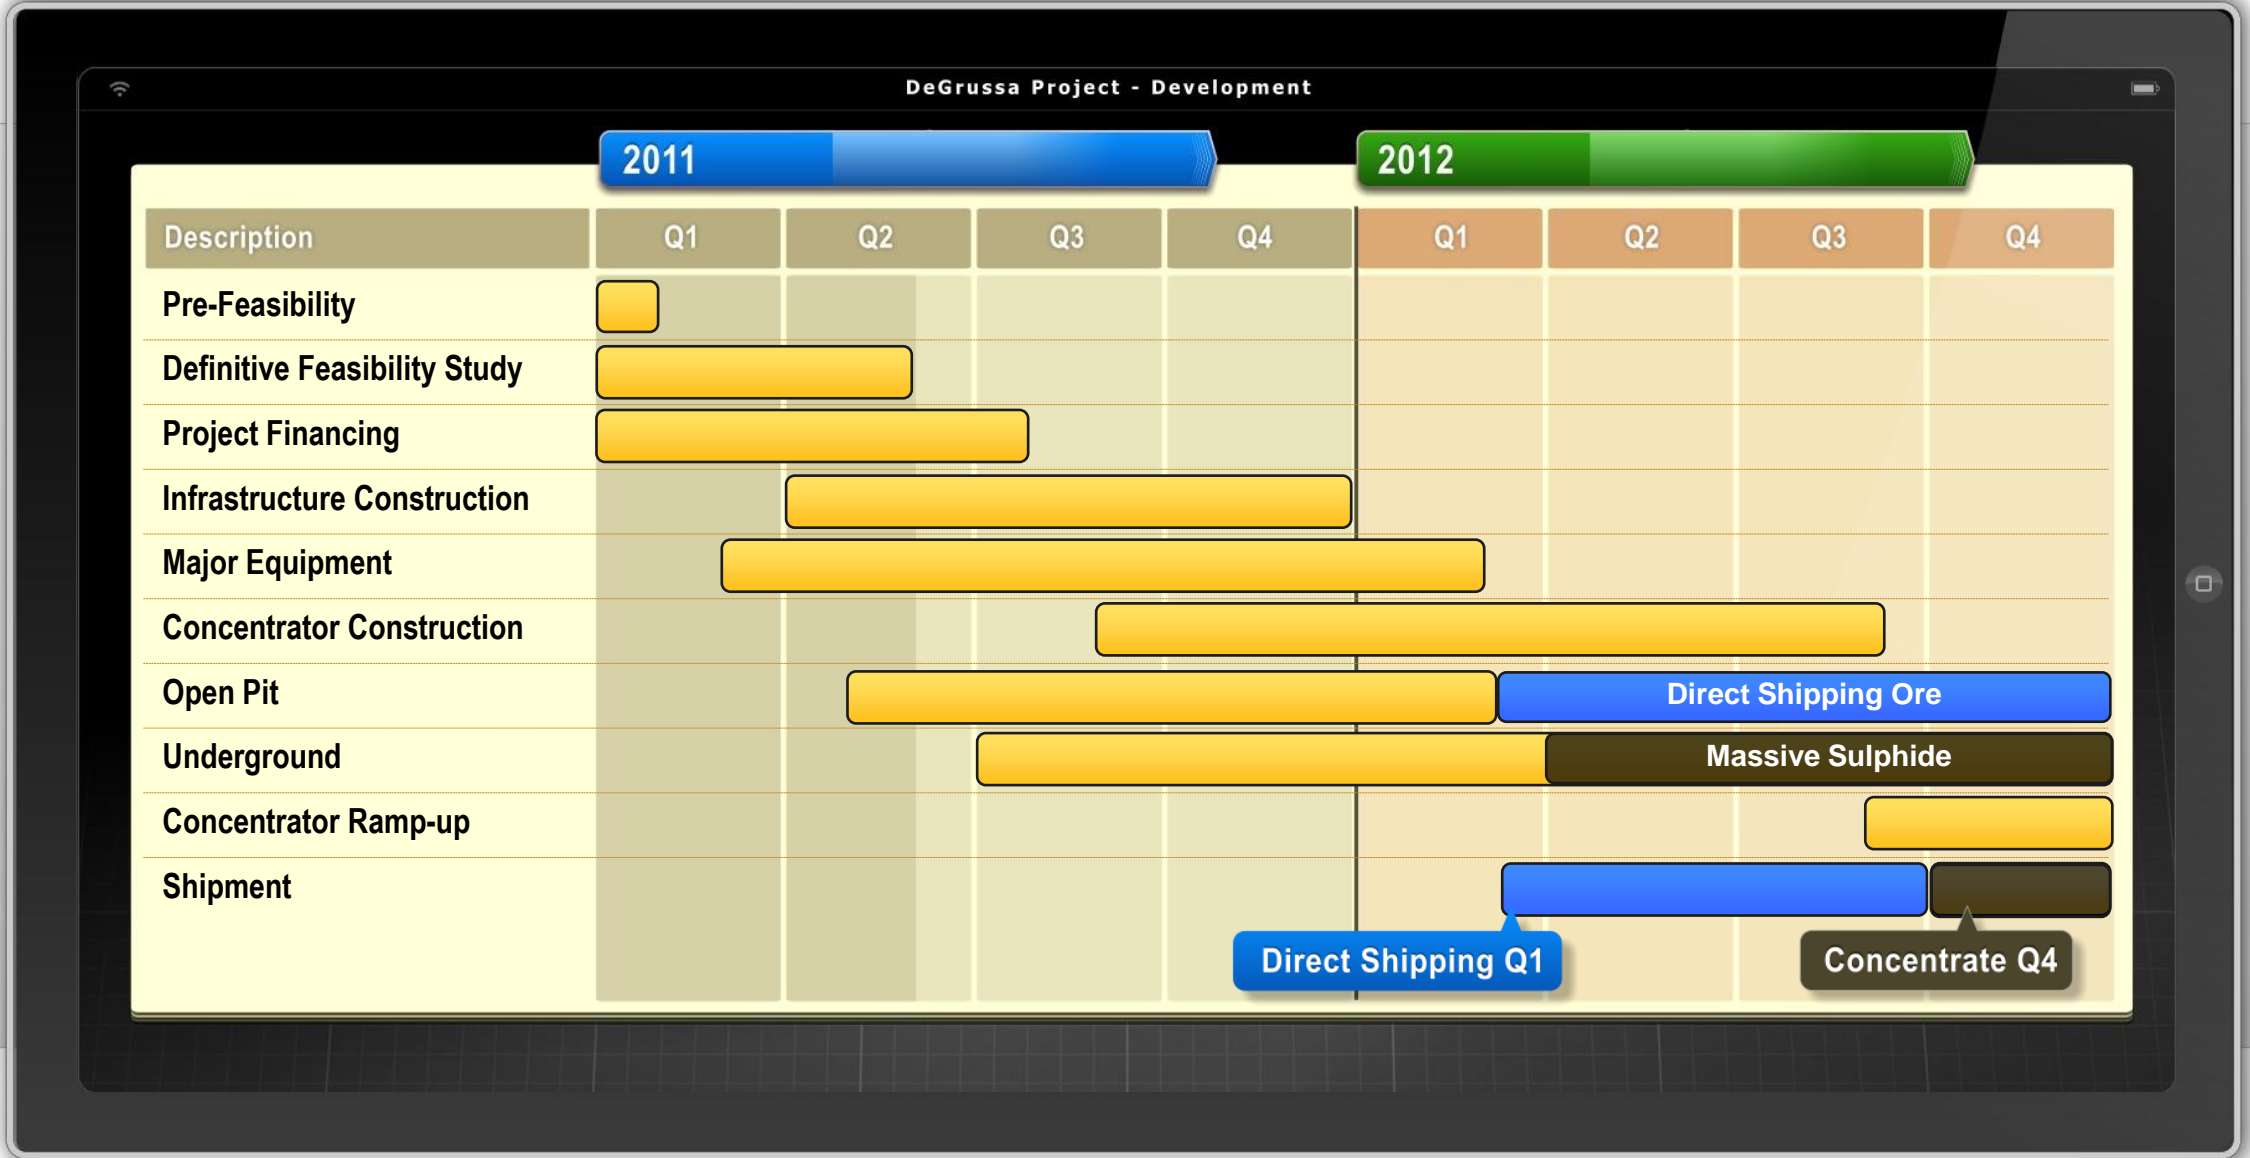 DeGrussa Project - Development
2011 2012
Description Q1 Q2 Q3 Q4 Q1 Q2 Q3 Q4
Pre-Feasibility
Definitive Feasibility Study
Project Financing
Infrastructure Construction
Major Equipment
Concentrator Construction
Open Pit Direct Shipping Ore
Underground Massive Sulphide
Concentrator Ramp-up
Shipment
Direct Shipping Q1 Concentrate Q4